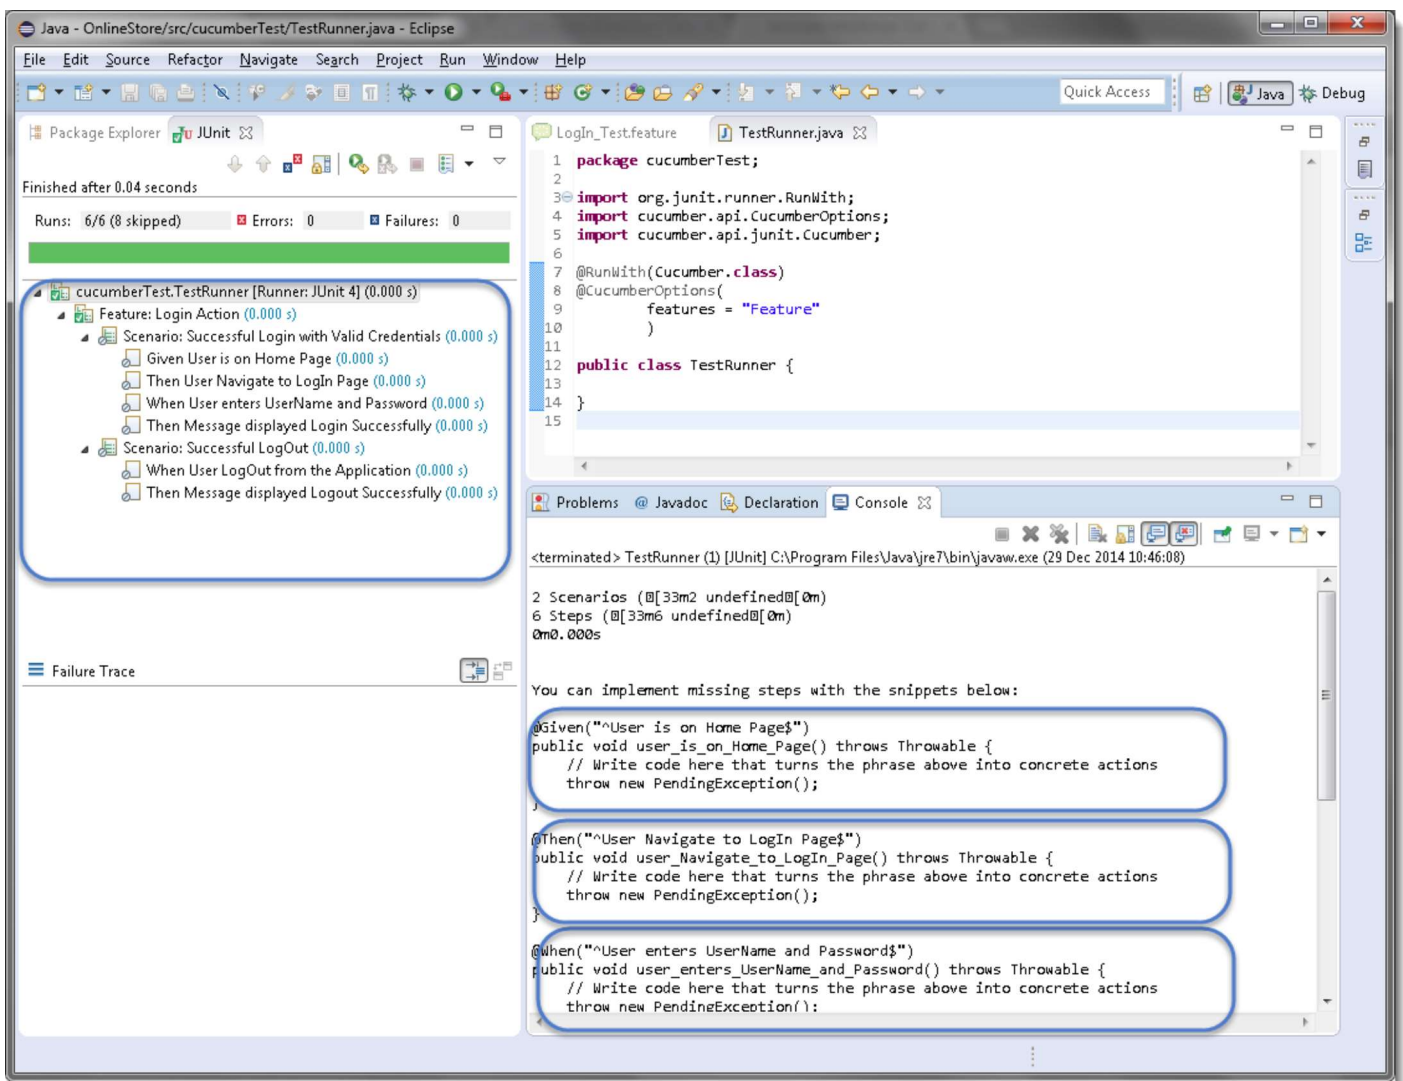 Java - OnlineStore/src/cucumberTest/TestRunner.java - Eclipse
File Edit Source Refactor Navigate Search Project Run Window Help
Quick Access Java Debug
Package Explorer JUnit
Finished after 0.04 seconds
Runs: 6/6 (8 skipped) Errors: 0 Failures: 0
cucumberTest.TestRunner [Runner: JUnit 4] (0.000 s)
Feature: Login Action (0.000 s)
Scenario: Successful Login with Valid Credentials (0.000 s)
Given User is on Home Page (0.000 s)
Then User Navigate to LogIn Page (0.000 s)
When User enters UserName and Password (0.000 s)
Then Message displayed Login Successfully (0.000 s)
Scenario: Successful LogOut (0.000 s)
When User LogOut from the Application (0.000 s)
Then Message displayed Logout Successfully (0.000 s)
Failure Trace
LogIn_Test.feature TestRunner.java
1 package cucumberTest;
2
3 import org.junit.runner.RunWith;
4 import cucumber.api.CucumberOptions;
5 import cucumber.api.junit.Cucumber;
6
7 @RunWith(Cucumber.class)
8 @CucumberOptions(
9 features = "Feature"
10 )
11
12 public class TestRunner {
13
14 }
15
Problems @ Javadoc Declaration Console
<terminated> TestRunner (1) [JUnit] C:\Program Files\Java\jre7\bin\javaw.exe (29 Dec 2014 10:46:08)
2 Scenarios ([33m2 undefined[0m)
6 Steps ([33m6 undefined[0m)
0m0.000s
You can implement missing steps with the snippets below:
@Given("^User is on Home Page$")
public void user_is_on_Home_Page() throws Throwable {
// Write code here that turns the phrase above into concrete actions
throw new PendingException();
}
@Then("^User Navigate to LogIn Page$")
public void user_Navigate_to_LogIn_Page() throws Throwable {
// Write code here that turns the phrase above into concrete actions
throw new PendingException();
}
@When("^User enters UserName and Password$")
public void user_enters_UserName_and_Password() throws Throwable {
// Write code here that turns the phrase above into concrete actions
throw new PendingException();